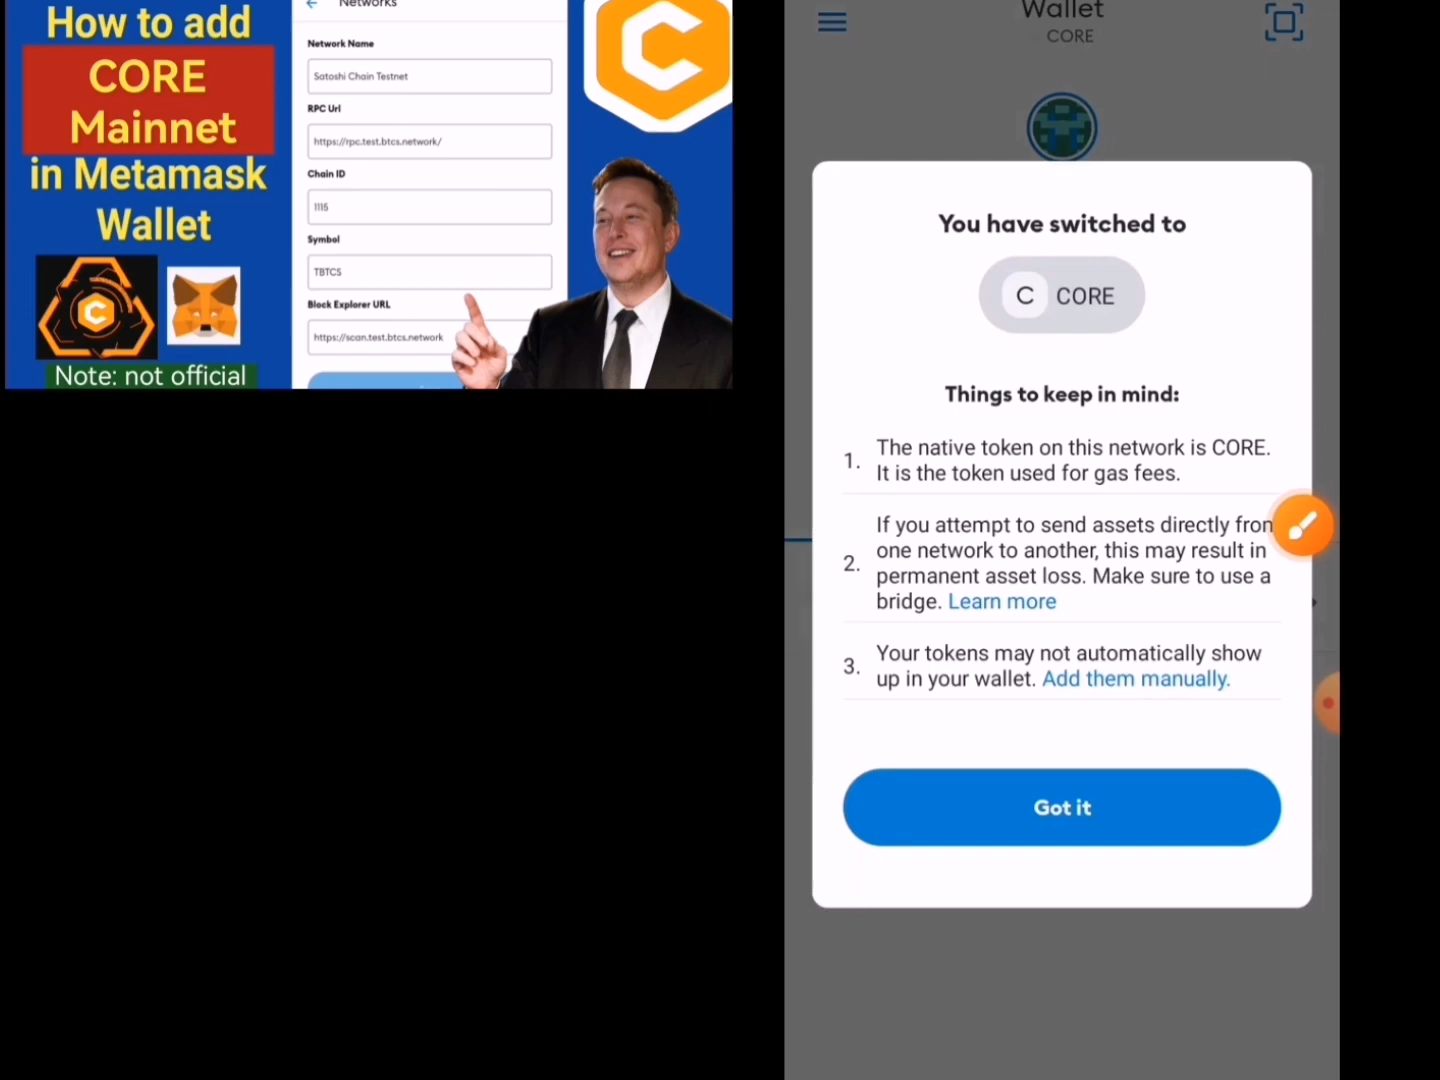 How to add
CORE
Mainnet
in Metamask
Wallet
Note: not official
Networks
Network Name
Satoshi Chain Testnet
RPC Url
https://rpc.test.btcs.network/
Chain ID
1115
Symbol
TBTCS
Block Explorer URL
https://scan.test.btcs.network
Wallet
CORE
You have switched to
C CORE
Things to keep in mind:
1. The native token on this network is CORE.
It is the token used for gas fees.
2. If you attempt to send assets directly from
one network to another, this may result in
permanent asset loss. Make sure to use a
bridge. Learn more
3. Your tokens may not automatically show
up in your wallet. Add them manually.
Got it